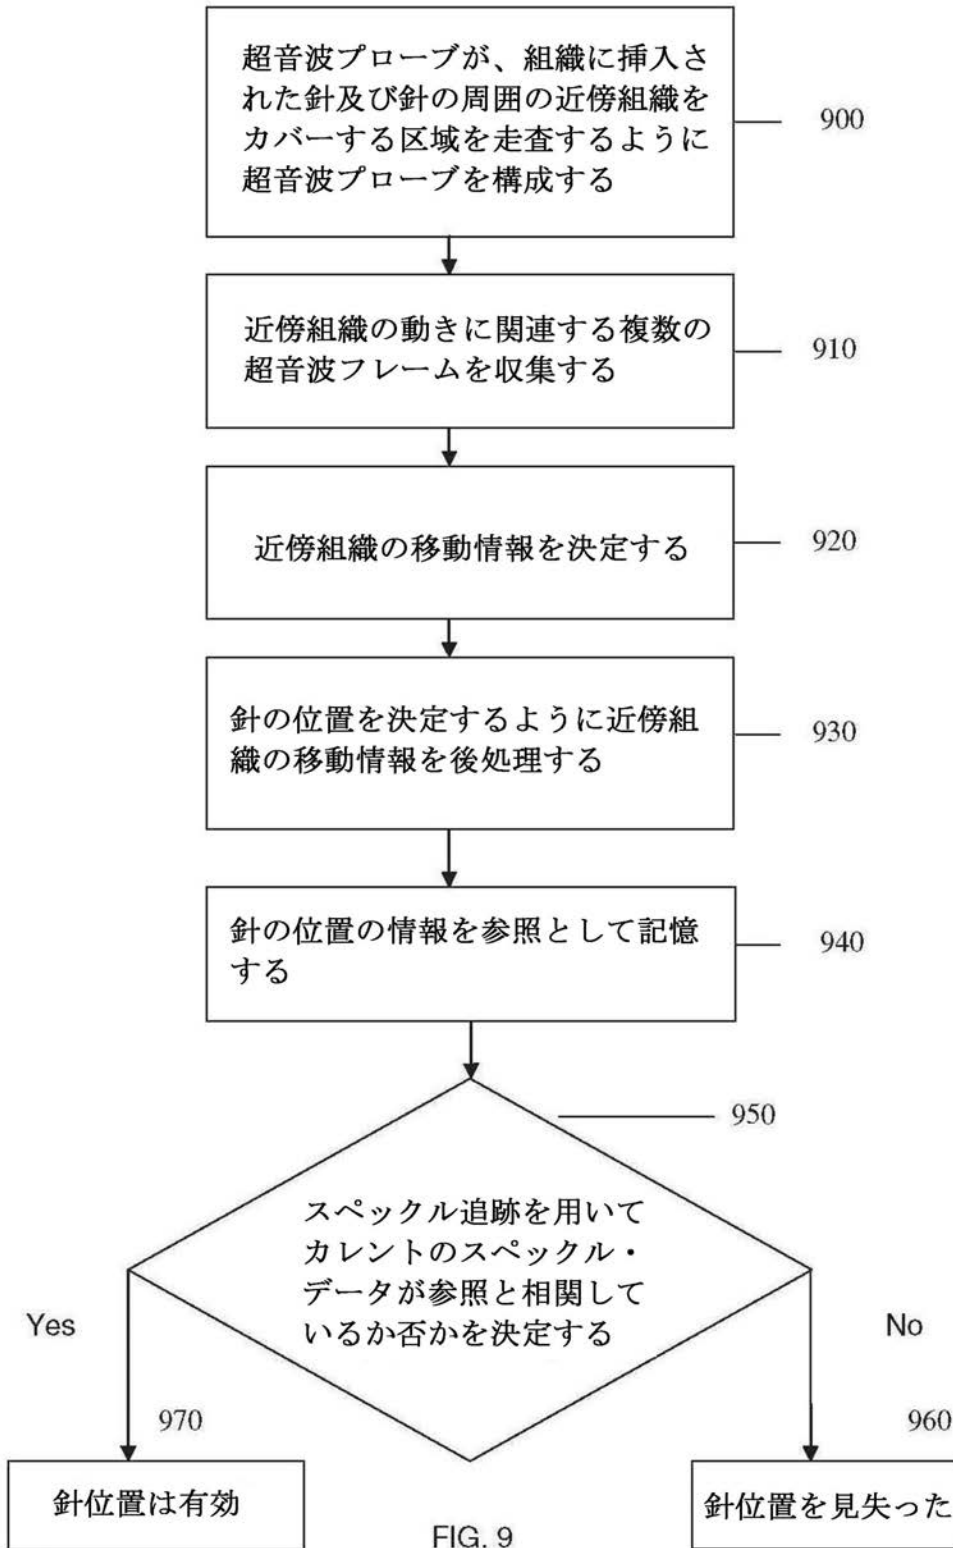 超音波プローブが、組織に挿入さ
れた針及び針の周囲の近傍組織を
カバーする区域を走査するように
超音波プローブを構成する
900
近傍組織の動きに関連する複数の
超音波フレームを収集する
910
近傍組織の移動情報を決定する
920
針の位置を決定するように近傍組
織の移動情報を後処理する
930
針の位置の情報を参照として記憶
する
940
950
スペックル追跡を用いて
カレントのスペックル・
データが参照と相関して
いるか否かを決定する
Yes
No
970
960
針位置は有効
針位置を見失った
FIG. 9